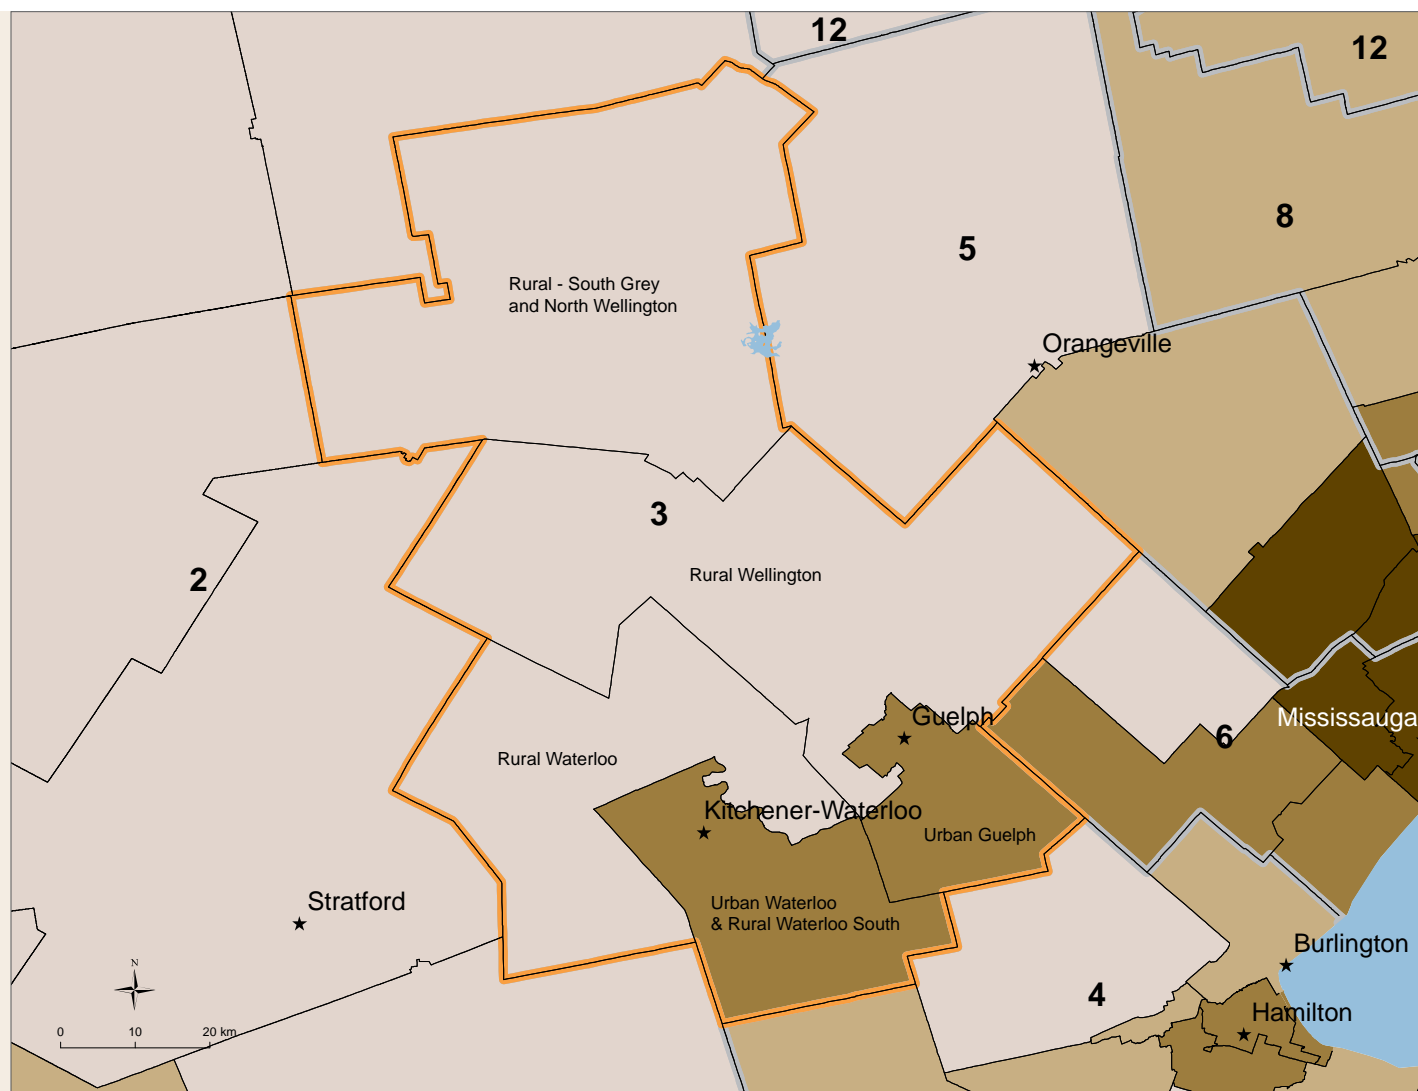 12
12
8
5
Rural - South Grey
and North Wellington
Orangeville
3
2
Rural Wellington
Guelph
Mississauga
6
Rural Waterloo
Kitchener-Waterloo
Urban Guelph
Stratford
Urban Waterloo
& Rural Waterloo South
Burlington
N
4
Hamilton
0 10 20 km